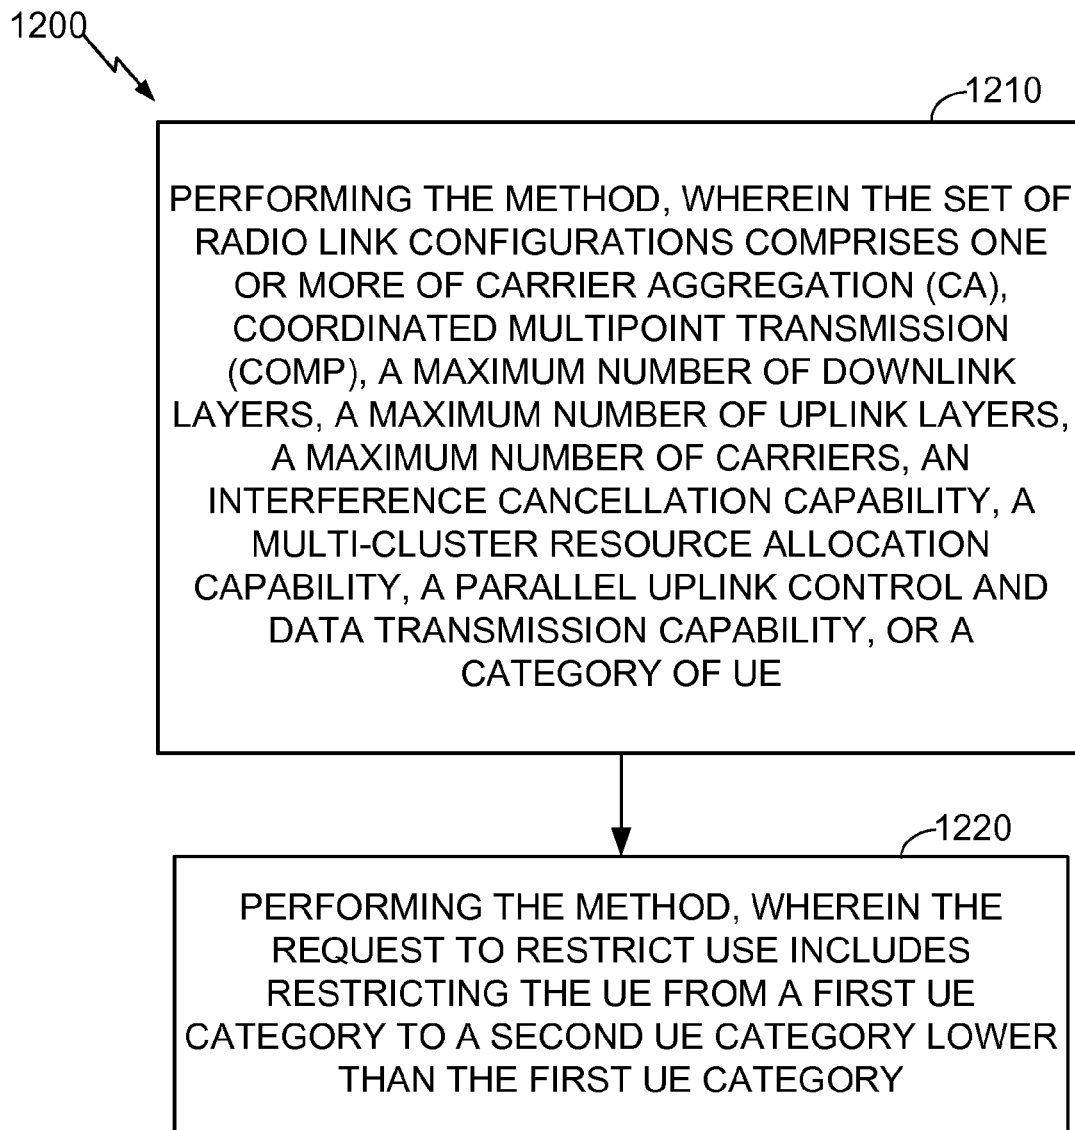 1200
1210
PERFORMING THE METHOD, WHEREIN THE SET OF
RADIO LINK CONFIGURATIONS COMPRISES ONE
OR MORE OF CARRIER AGGREGATION (CA),
COORDINATED MULTIPOINT TRANSMISSION
(COMP), A MAXIMUM NUMBER OF DOWNLINK
LAYERS, A MAXIMUM NUMBER OF UPLINK LAYERS,
A MAXIMUM NUMBER OF CARRIERS, AN
INTERFERENCE CANCELLATION CAPABILITY, A
MULTI-CLUSTER RESOURCE ALLOCATION
CAPABILITY, A PARALLEL UPLINK CONTROL AND
DATA TRANSMISSION CAPABILITY, OR A
CATEGORY OF UE
1220
PERFORMING THE METHOD, WHEREIN THE
REQUEST TO RESTRICT USE INCLUDES
RESTRICTING THE UE FROM A FIRST UE
CATEGORY TO A SECOND UE CATEGORY LOWER
THAN THE FIRST UE CATEGORY